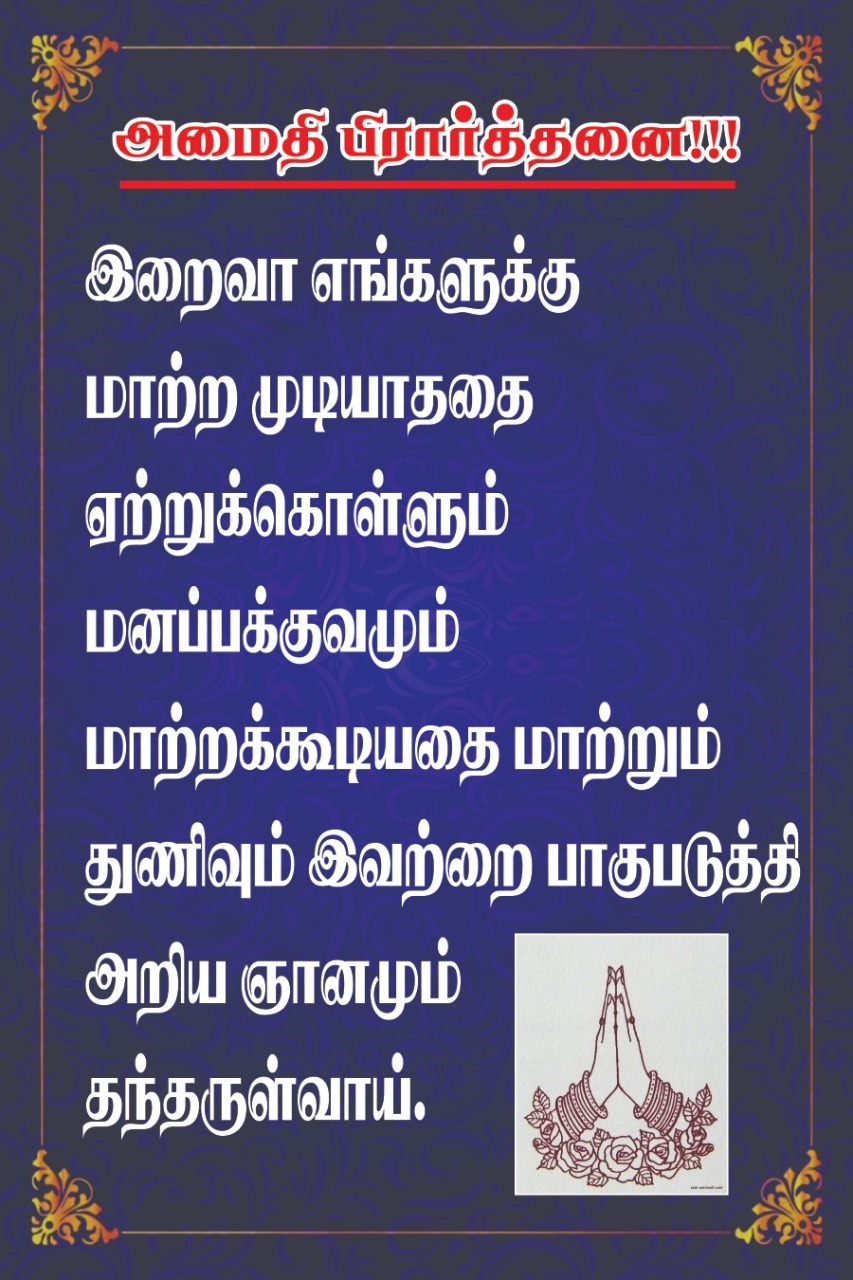 அமைதி பிரார்த்தனை!!!
இறைவா எங்களுக்கு
மாற்ற முடியாததை
ஏற்றுக்கொள்ளும்
மனப்பக்குவமும்
மாற்றக்கூடியதை மாற்றும்
துணிவும் இவற்றை பாகுபடுத்தி
அறிய ஞானமும்
தந்தருள்வாய்.